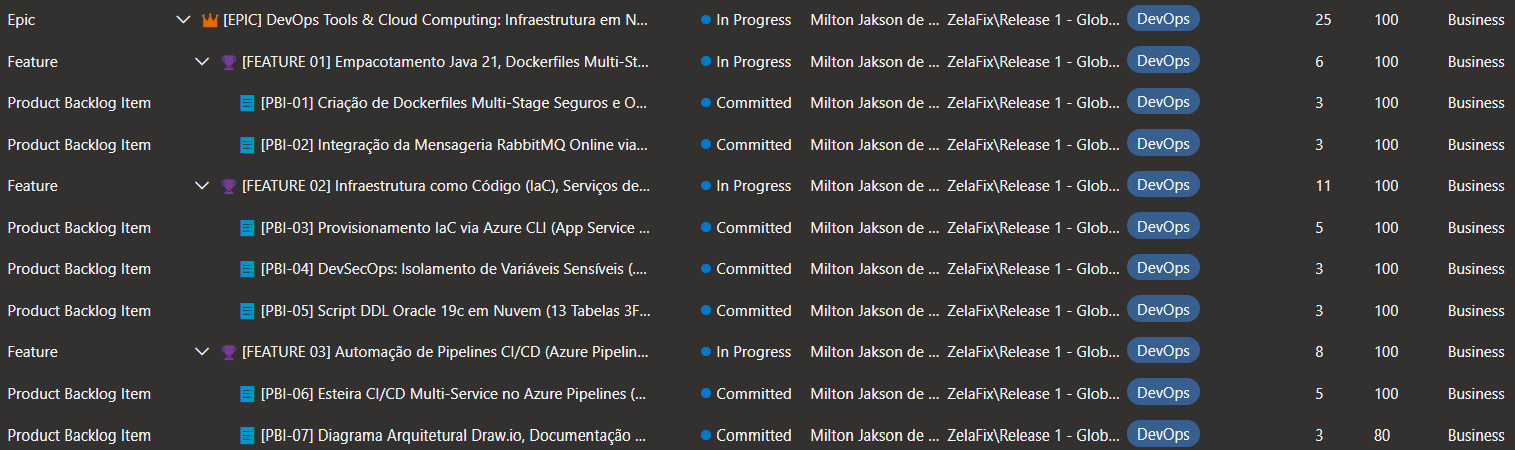 Epic [EPIC] DevOps Tools & Cloud Computing: Infraestrutura em N... In Progress Milton Jakson de ... ZelaFix\Release 1 - Glob... DevOps 25 100 Business
Feature [FEATURE 01] Empacotamento Java 21, Dockerfiles Multi-St... In Progress Milton Jakson de ... ZelaFix\Release 1 - Glob... DevOps 6 100 Business
Product Backlog Item [PBI-01] Criação de Dockerfiles Multi-Stage Seguros e O... Committed Milton Jakson de ... ZelaFix\Release 1 - Glob... DevOps 3 100 Business
Product Backlog Item [PBI-02] Integração da Mensageria RabbitMQ Online via... Committed Milton Jakson de ... ZelaFix\Release 1 - Glob... DevOps 3 100 Business
Feature [FEATURE 02] Infraestrutura como Código (IaC), Serviços de... In Progress Milton Jakson de ... ZelaFix\Release 1 - Glob... DevOps 11 100 Business
Product Backlog Item [PBI-03] Provisionamento IaC via Azure CLI (App Service ... Committed Milton Jakson de ... ZelaFix\Release 1 - Glob... DevOps 5 100 Business
Product Backlog Item [PBI-04] DevSecOps: Isolamento de Variáveis Sensíveis (.... Committed Milton Jakson de ... ZelaFix\Release 1 - Glob... DevOps 3 100 Business
Product Backlog Item [PBI-05] Script DDL Oracle 19c em Nuvem (13 Tabelas 3F... Committed Milton Jakson de ... ZelaFix\Release 1 - Glob... DevOps 3 100 Business
Feature [FEATURE 03] Automação de Pipelines CI/CD (Azure Pipelin... In Progress Milton Jakson de ... ZelaFix\Release 1 - Glob... DevOps 8 100 Business
Product Backlog Item [PBI-06] Esteira CI/CD Multi-Service no Azure Pipelines (... Committed Milton Jakson de ... ZelaFix\Release 1 - Glob... DevOps 5 100 Business
Product Backlog Item [PBI-07] Diagrama Arquitetural Draw.io, Documentação ... Committed Milton Jakson de ... ZelaFix\Release 1 - Glob... DevOps 3 80 Business